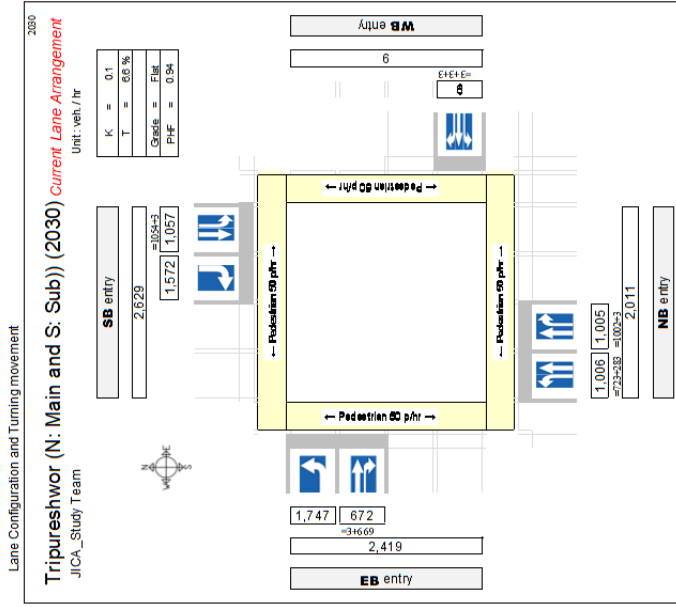 Lane Configuration and Turning movement
2030
Tripureshwor (N: Main and S: Sub)) (2030) Current Lane Arrangement
JICA_Study Team
Unit : veh. / hr
K = 0.1
T = 6.6 %
Grade = Flat
PHF = 0.94
N
W E
S
SB entry
2,629
=1054+3
1,572 1,057
WB entry
9
=3+3+3
9
← Pedestrian 50 p/hr →
← Pedestrian 60 p/hr →
← Pedestrian 60 p/hr →
← Pedestrian 50 p/hr →
1,747 672
=3+669
2,419
EB entry
1,006 1,005
=723+283 =1002+3
2,011
NB entry